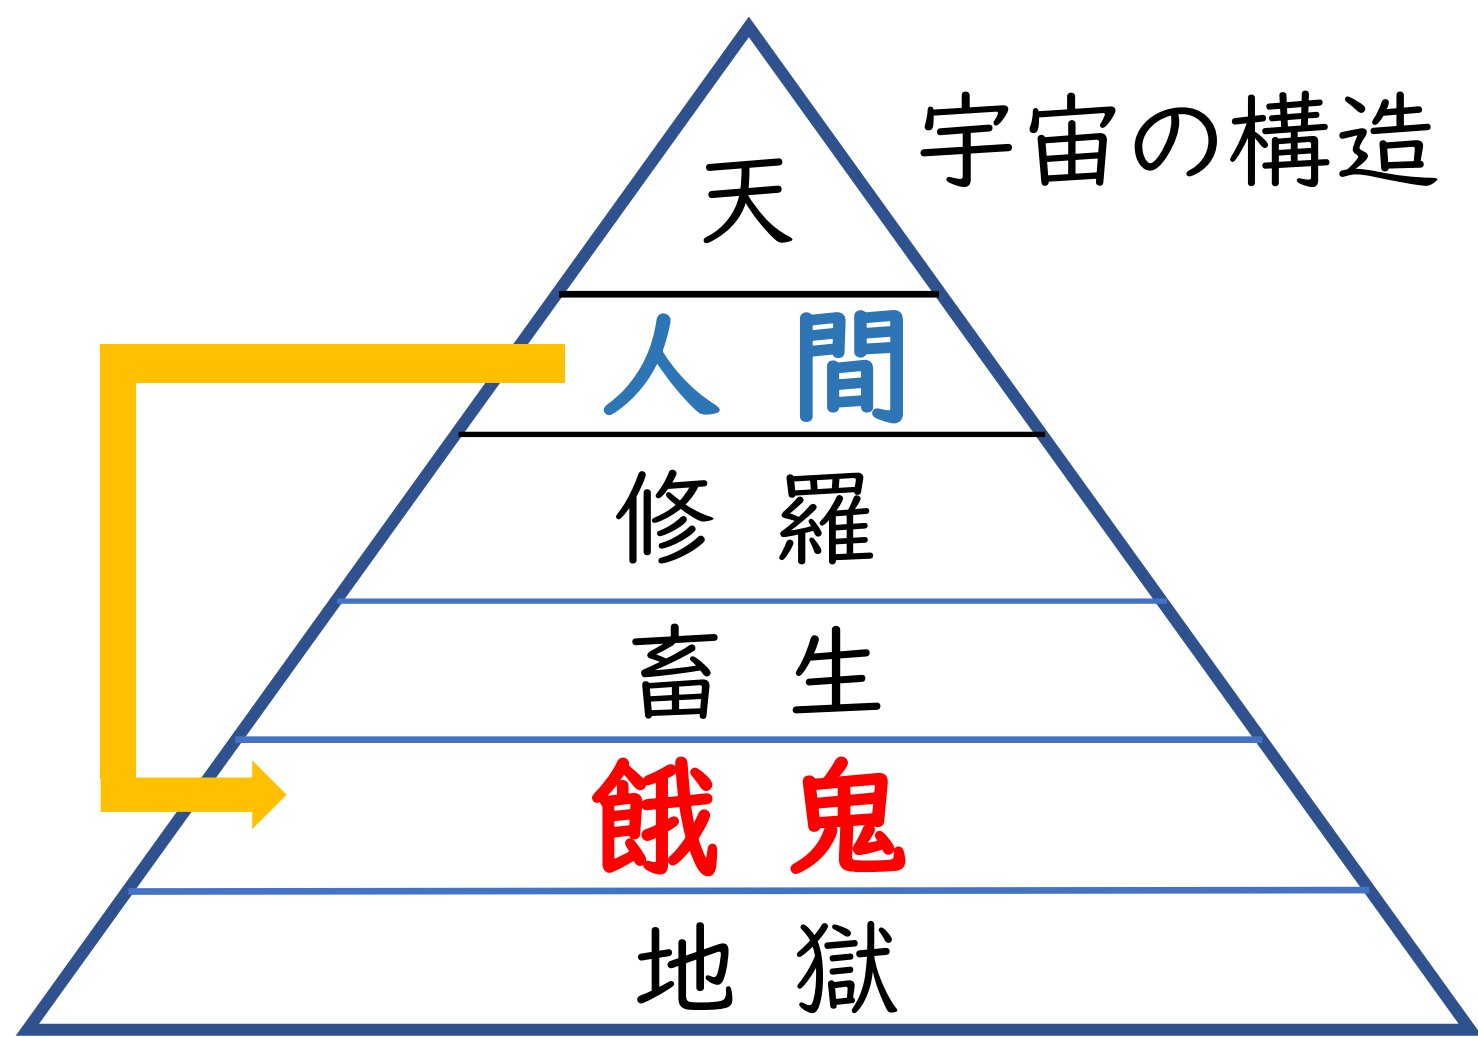 宇宙の構造
天
人間
修羅
畜生
餓鬼
地獄